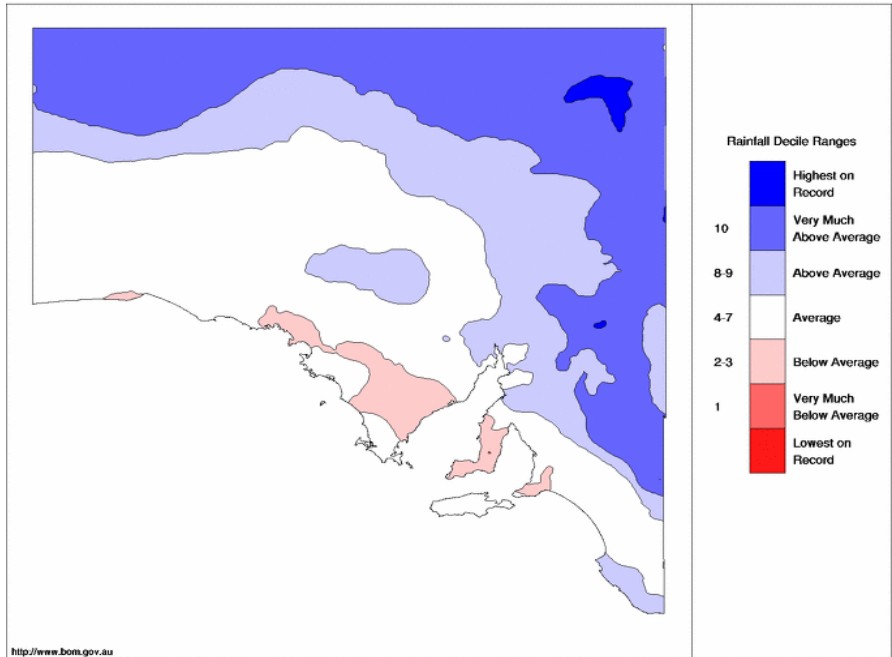 Rainfall Decile Ranges
Highest on
Record
10
Very Much
Above Average
8-9
Above Average
4-7
Average
2-3
Below Average
1
Very Much
Below Average
Lowest on
Record
http://www.bom.gov.au